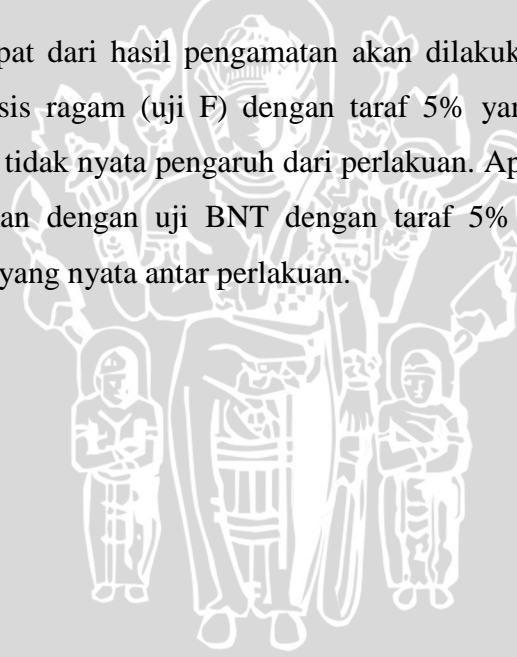 pat dari hasil pengamatan akan dilakuk
sis ragam (uji F) dengan taraf 5% yan
tidak nyata pengaruh dari perlakuan. Ap
an dengan uji BNT dengan taraf 5%
yang nyata antar perlakuan.